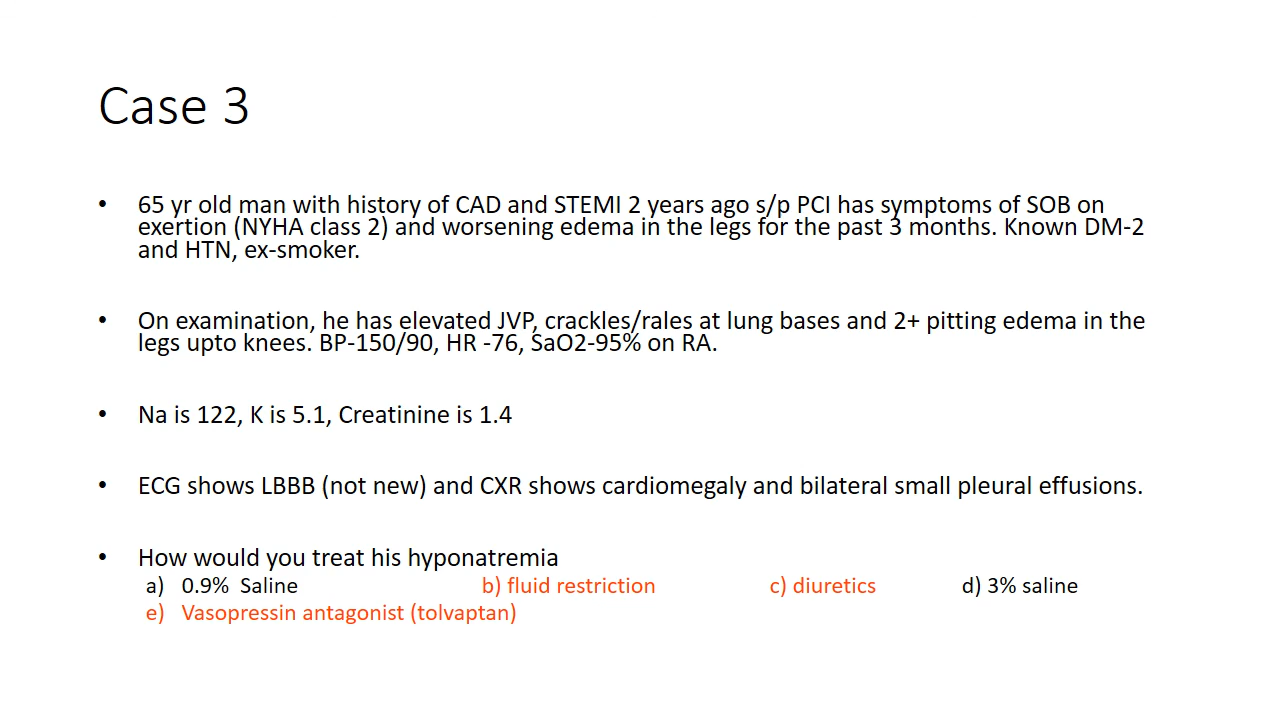 Case 3
• 65 yr old man with history of CAD and STEMI 2 years ago s/p PCI has symptoms of SOB on
exertion (NYHA class 2) and worsening edema in the legs for the past 3 months. Known DM-2
and HTN, ex-smoker.
• On examination, he has elevated JVP, crackles/rales at lung bases and 2+ pitting edema in the
legs upto knees. BP-150/90, HR -76, SaO2-95% on RA.
• Na is 122, K is 5.1, Creatinine is 1.4
• ECG shows LBBB (not new) and CXR shows cardiomegaly and bilateral small pleural effusions.
• How would you treat his hyponatremia
a) 0.9% Saline b) fluid restriction c) diuretics d) 3% saline
e) Vasopressin antagonist (tolvaptan)